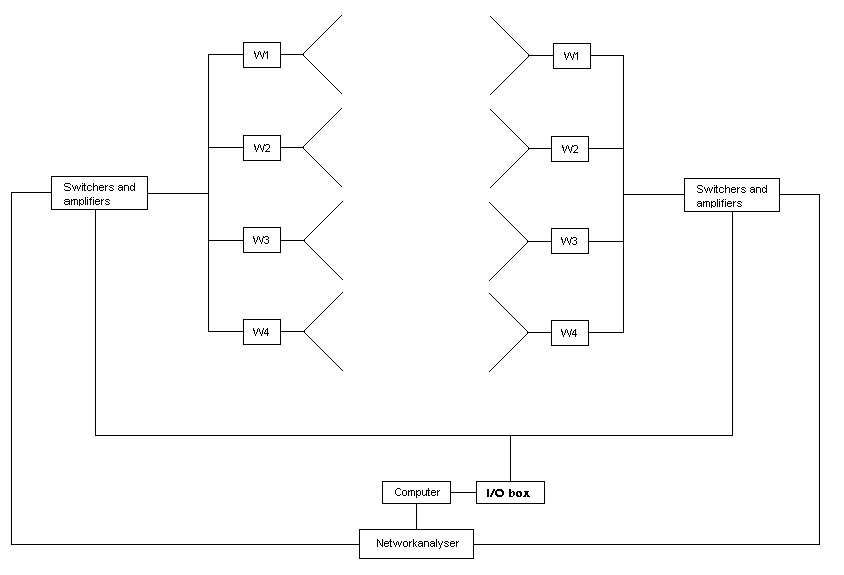 W1
W1
W2
W2
Switchers and
amplifiers
Switchers and
amplifiers
W3
W3
W4
W4
Computer
I/O box
Networkanalyser